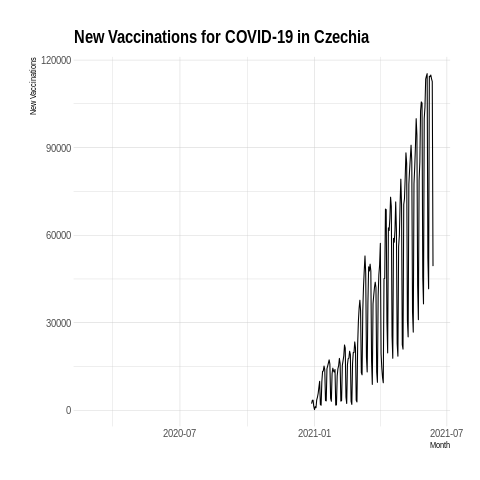 New Vaccinations for COVID-19 in Czechia
New Vaccinations
120000
90000
60000
30000
0
2020-07
2021-01
2021-07
Month